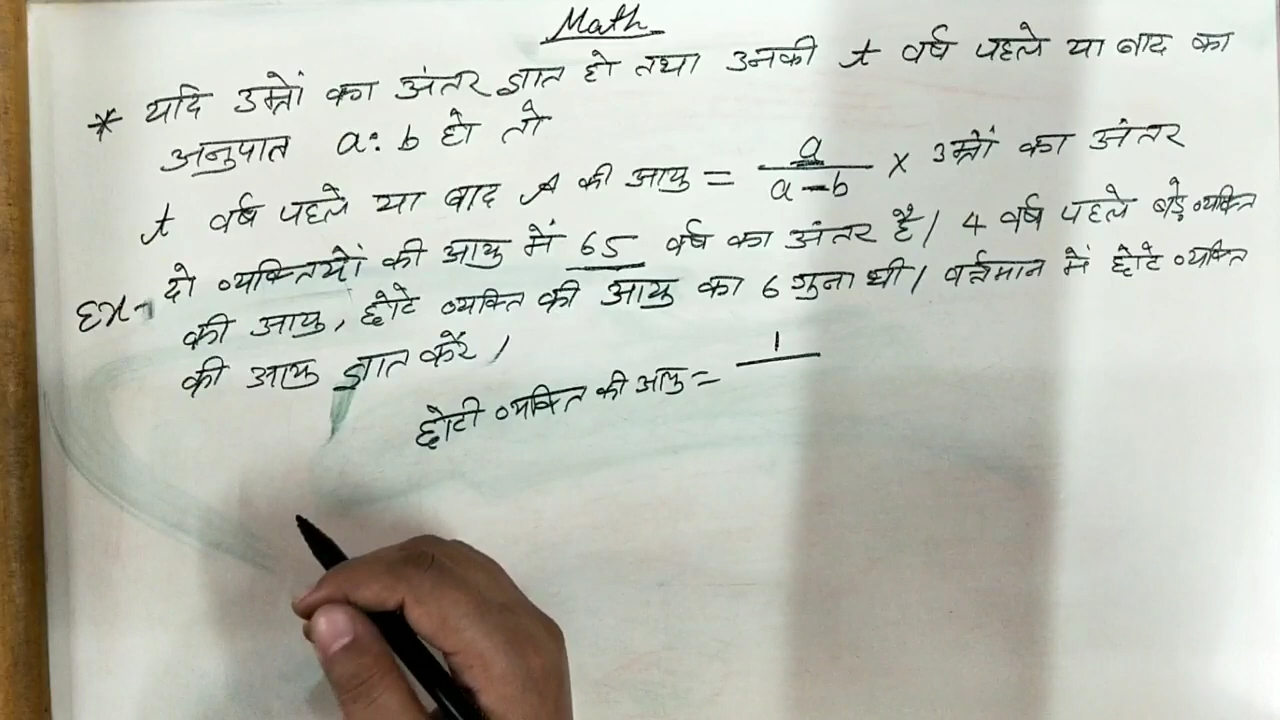 Math
* यदि उम्रों का अंतर ज्ञात हो तथा उनकी t वर्ष पहले या बाद का
अनुपात a:b हो तो
t वर्ष पहले या बाद A की आयु = a/(a-b) × उम्रों का अंतर
Ex- दो व्यक्तियों की आयु में 65 वर्ष का अंतर है। 4 वर्ष पहले बड़े व्यक्ति
की आयु, छोटे व्यक्ति की आयु का 6 गुना थी। वर्तमान में छोटे व्यक्ति
की आयु ज्ञात करें।
छोटी व्यक्ति की आयु = 1/